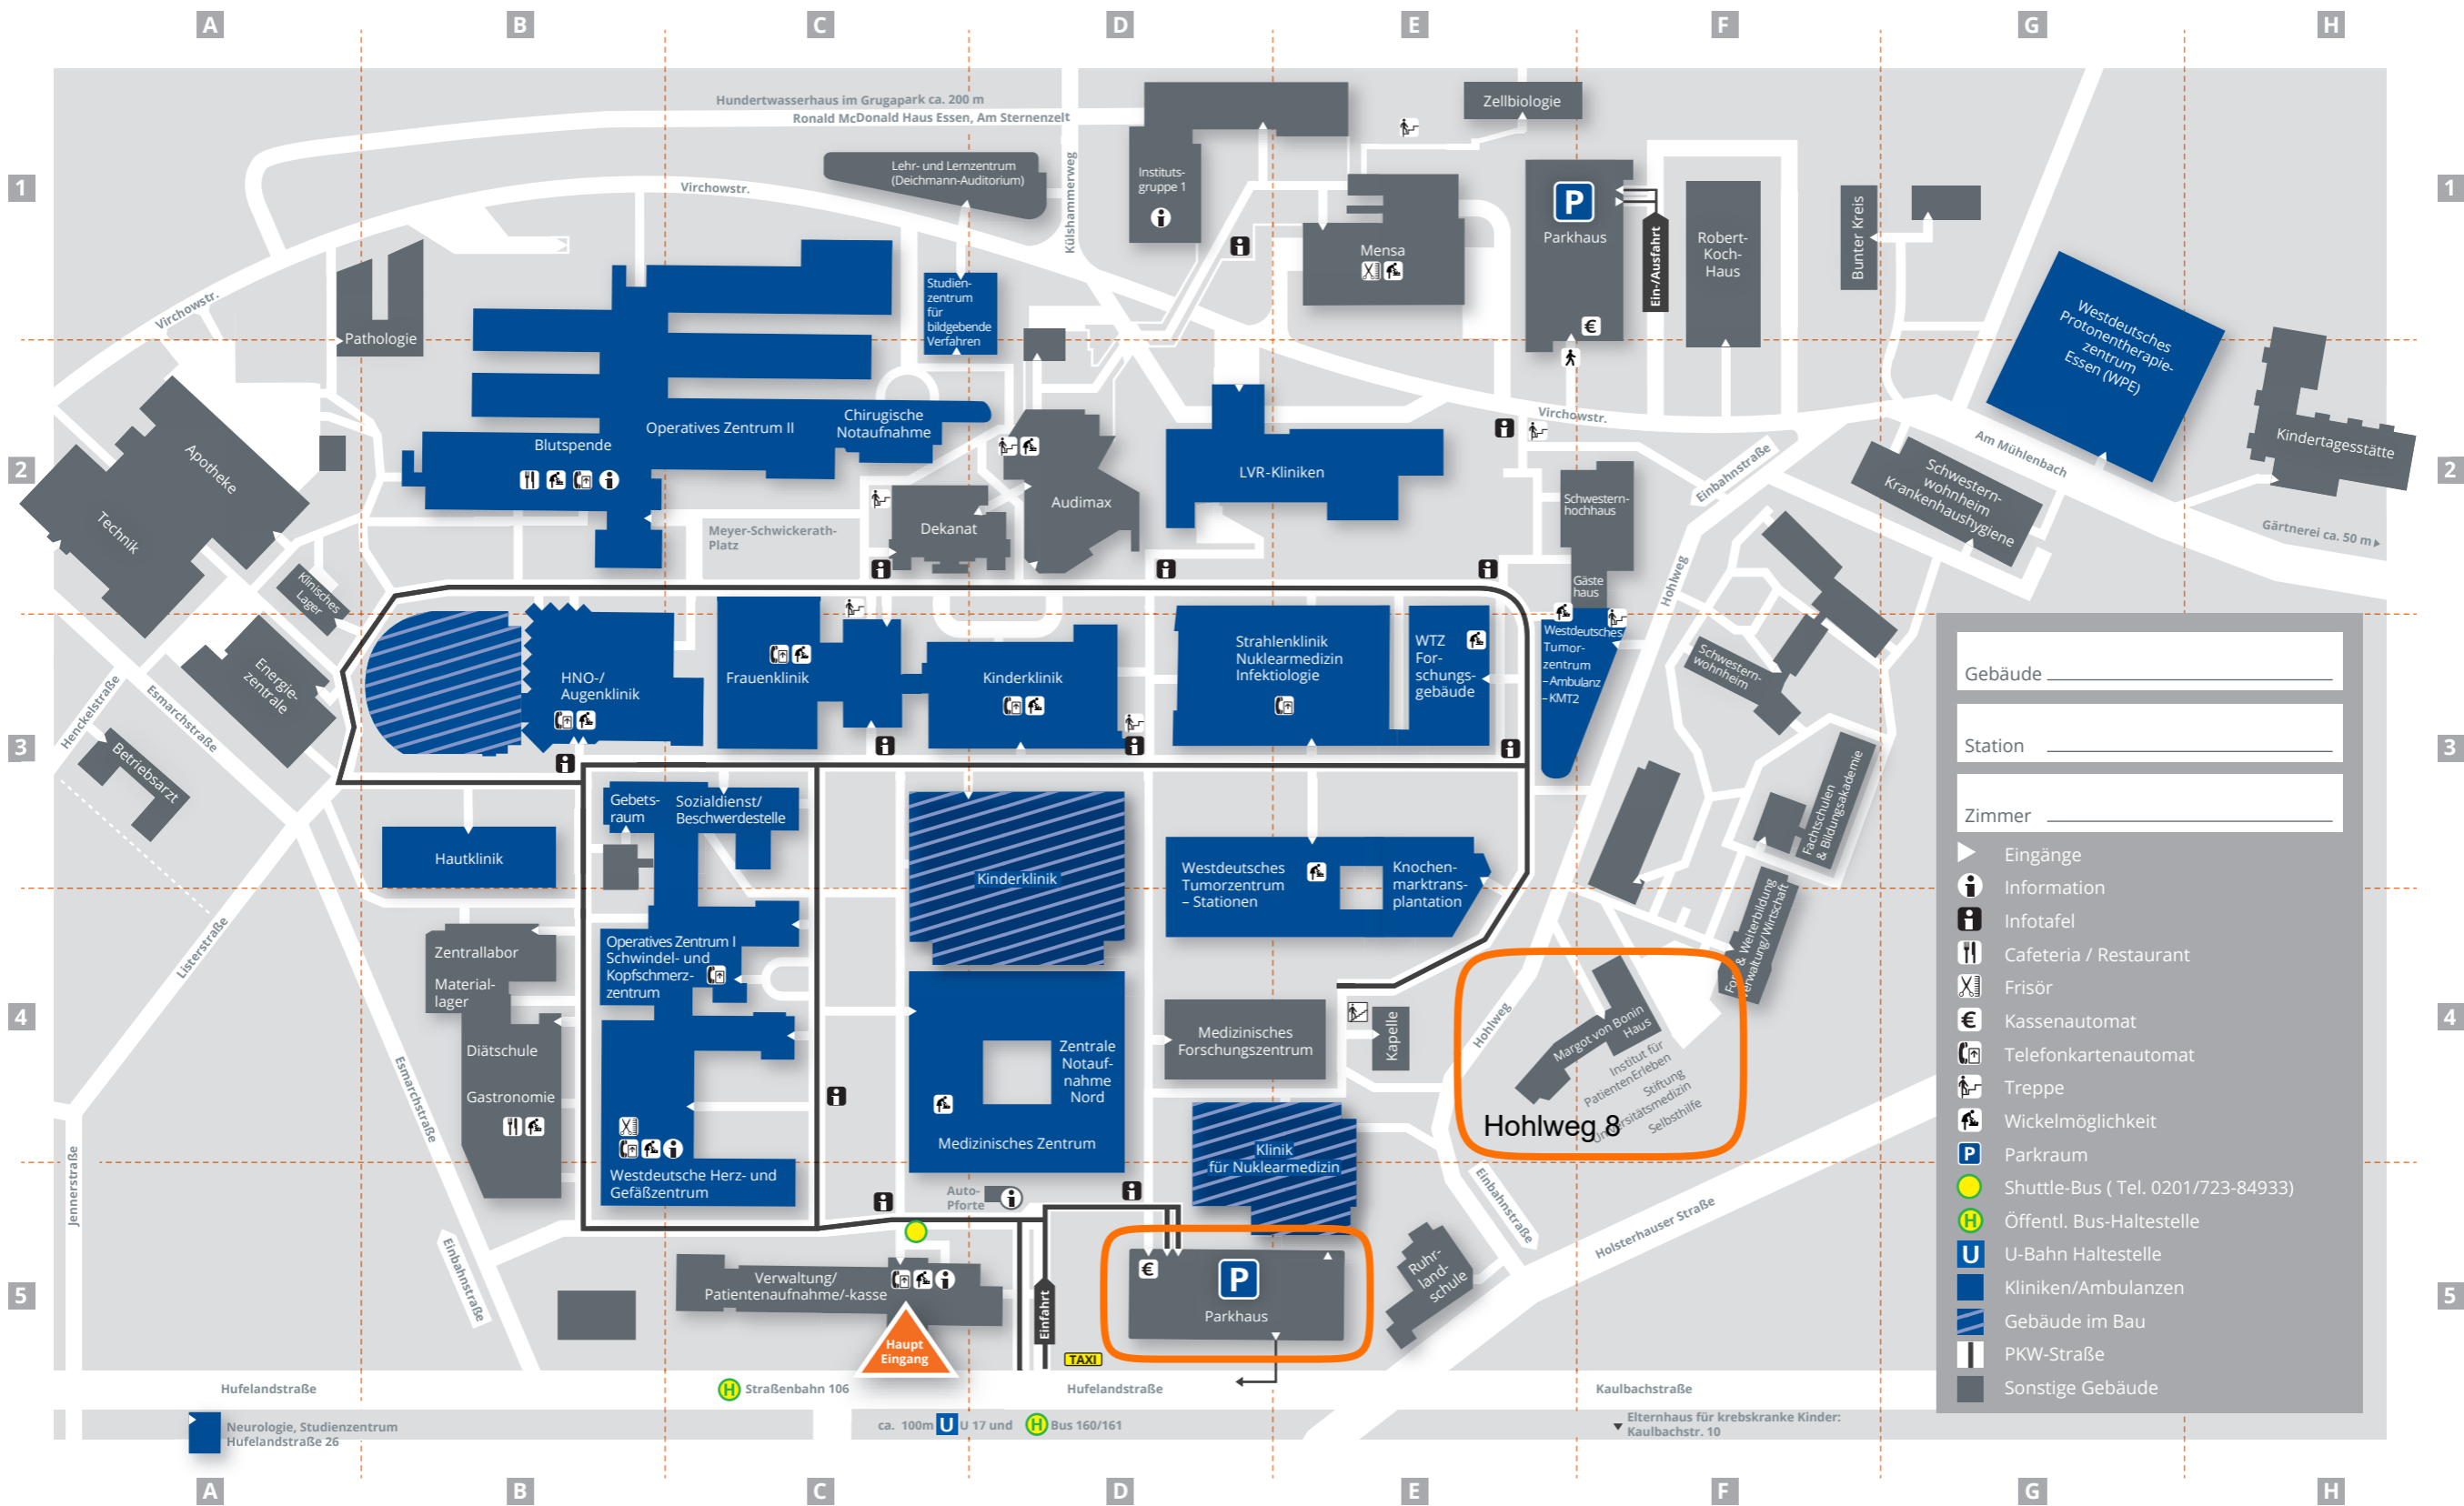 A B C D E F G H
1
Hundertwasserhaus im Grugapark ca. 200 m
Ronald McDonald Haus Essen, Am Sternenzelt
Külshammerweg
Virchowstr.
Virchowstr.
Lehr- und Lernzentrum
(Deichmann-Auditorium)
Instituts-
gruppe 1
Zellbiologie
Mensa
P
Parkhaus
€
Ein-/Ausfahrt
Robert-
Koch-
Haus
Bunter Kreis
1
Pathologie
Studien-
zentrum
für
bildgebende
Verfahren
Westdeutsches
Protonentherapie-
zentrum
Essen (WPE)
2
Apotheke
Technik
Klinisches
Lager
Blutspende
Operatives Zentrum II
Chirugische
Notaufnahme
Meyer-Schwickerath-
Platz
Dekanat
Audimax
LVR-Kliniken
Virchowstr.
Schwestern-
hochhaus
Gäste
haus
Einbahnstraße
Hohlweg
Schwestern-
wohnheim
Krankenhaushygiene
Am Mühlenbach
Kindertagesstätte
Gärtnerei ca. 50 m
2
3
Henckelstraße
Esmarchstraße
Energie-
zentrale
Betriebsarzt
HNO-/
Augenklinik
Frauenklinik
Kinderklinik
Strahlenklinik
Nuklearmedizin
Infektiologie
WTZ
For-
schungs-
gebäude
Westdeutsches
Tumor-
zentrum
– Ambulanz
– KMT2
Schwestern-
wohnheim
Fachtschulen
& Bildungsakademie
3
Hautklinik
Gebets-
raum
Sozialdienst/
Beschwerdestelle
Kinderklinik
Westdeutsches
Tumorzentrum
– Stationen
Knochen-
marktrans-
plantation
4
Listerstraße
Jennerstraße
Esmarchstraße
Zentrallabor
Material-
lager
Diätschule
Gastronomie
Operatives Zentrum I
Schwindel- und
Kopfschmerz-
zentrum
Westdeutsche Herz- und
Gefäßzentrum
Zentrale
Notauf-
nahme
Nord
Medizinisches Zentrum
Medizinisches
Forschungszentrum
Kapelle
Klinik
für Nuklearmedizin
Hohlweg
Margot von Bonin
Haus
Institut für
PatientenErleben
Stiftung
Universitätsmedizin
Selbsthilfe
Hohlweg 8
& Weiterbildung
4
5
Einbahnstraße
Verwaltung/
Patientenaufnahme/-kasse
Haupt
Eingang
Auto-
Pforte
Einfahrt
TAXI
€
P
Parkhaus
Ruhr-
land-
schule
Einbahnstraße
Holsterhauser Straße
5
Hufelandstraße
H Straßenbahn 106
Hufelandstraße
Kaulbachstraße
Neurologie, Studienzentrum
Hufelandstraße 26
ca. 100m U U 17 und H Bus 160/161
Elternhaus für krebskranke Kinder:
Kaulbachstr. 10
Gebäude
Station
Zimmer
Eingänge
Information
Infotafel
Cafeteria / Restaurant
Frisör
€ Kassenautomat
Telefonkartenautomat
Treppe
Wickelmöglichkeit
P Parkraum
Shuttle-Bus ( Tel. 0201/723-84933)
H Öffentl. Bus-Haltestelle
U U-Bahn Haltestelle
Kliniken/Ambulanzen
Gebäude im Bau
PKW-Straße
Sonstige Gebäude
A B C D E F G H